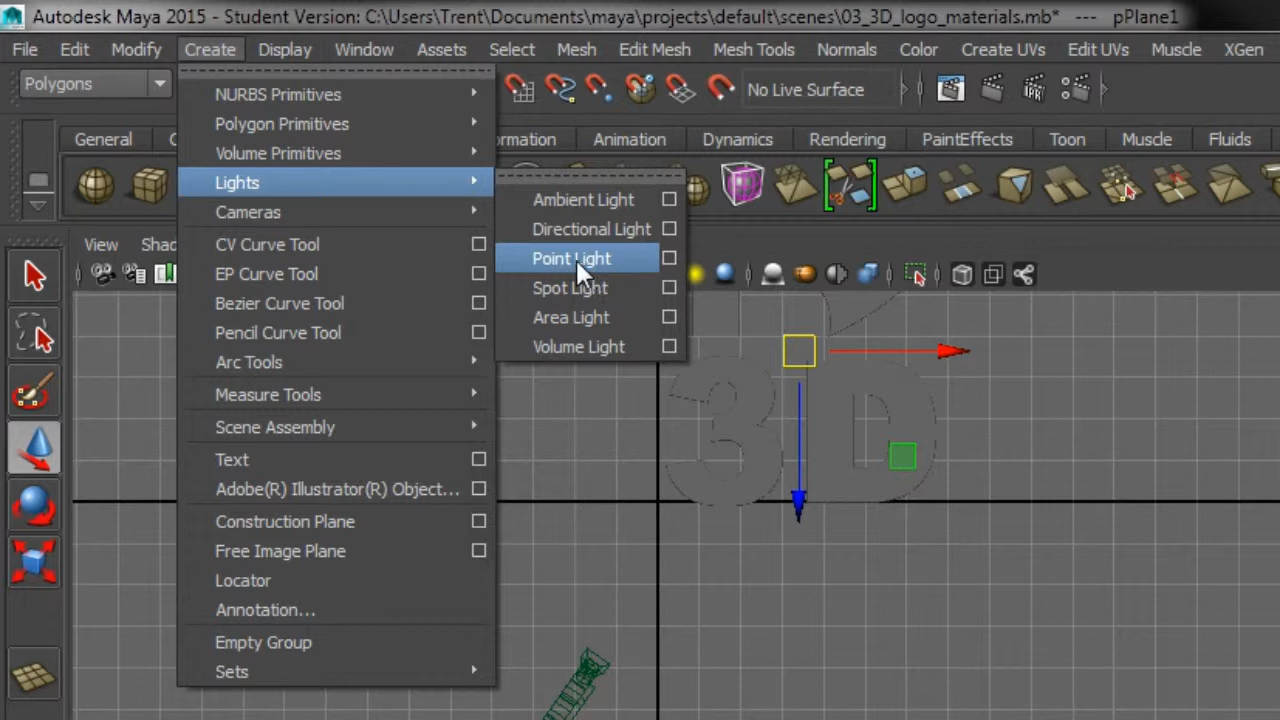 Autodesk Maya 2015 - Student Version: C:\Users\Trent\Documents\maya\projects\default\scenes\03_3D_logo_materials.mb* --- pPlane1
File Edit Modify Create Display Window Assets Select Mesh Edit Mesh Mesh Tools Normals Color Create UVs Edit UVs Muscle XGen
Polygons
No Live Surface
IPR
General
Animation Dynamics Rendering PaintEffects Toon Muscle Fluids
View
NURBS Primitives
Polygon Primitives
Volume Primitives
Lights
Cameras
CV Curve Tool
EP Curve Tool
Bezier Curve Tool
Pencil Curve Tool
Arc Tools
Measure Tools
Scene Assembly
Text
Adobe(R) Illustrator(R) Object...
Construction Plane
Free Image Plane
Locator
Annotation...
Empty Group
Sets
Ambient Light
Directional Light
Point Light
Spot Light
Area Light
Volume Light
3D